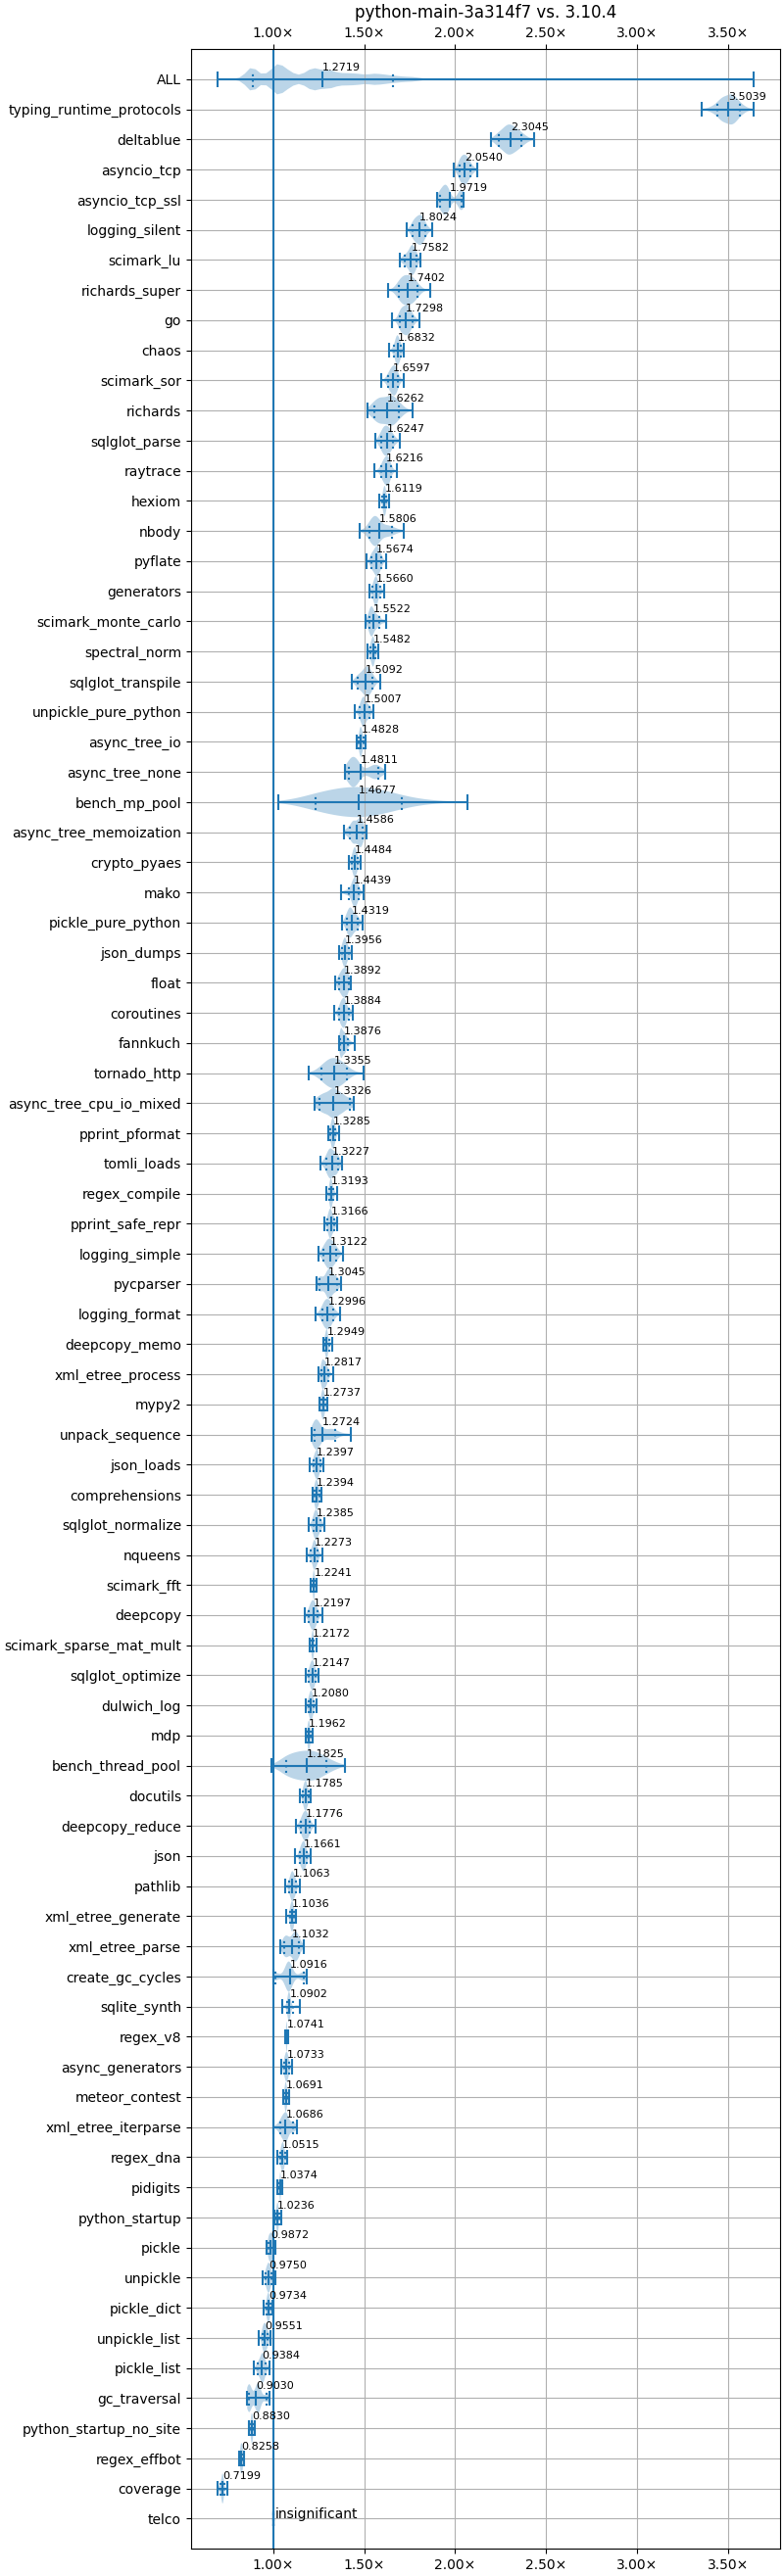 python-main-3a314f7 vs. 3.10.4
1.00× 1.50× 2.00× 2.50× 3.00× 3.50×
ALL 1.2719
typing_runtime_protocols 3.5039
deltablue 2.3045
asyncio_tcp 2.0540
asyncio_tcp_ssl 1.9719
logging_silent 1.8024
scimark_lu 1.7582
richards_super 1.7402
go 1.7298
chaos 1.6832
scimark_sor 1.6597
richards 1.6262
sqlglot_parse 1.6247
raytrace 1.6216
hexiom 1.6119
nbody 1.5806
pyflate 1.5674
generators 1.5660
scimark_monte_carlo 1.5522
spectral_norm 1.5482
sqlglot_transpile 1.5092
unpickle_pure_python 1.5007
async_tree_io 1.4828
async_tree_none 1.4811
bench_mp_pool 1.4677
async_tree_memoization 1.4586
crypto_pyaes 1.4484
mako 1.4439
pickle_pure_python 1.4319
json_dumps 1.3956
float 1.3892
coroutines 1.3884
fannkuch 1.3876
tornado_http 1.3355
async_tree_cpu_io_mixed 1.3326
pprint_pformat 1.3285
tomli_loads 1.3227
regex_compile 1.3193
pprint_safe_repr 1.3166
logging_simple 1.3122
pycparser 1.3045
logging_format 1.2996
deepcopy_memo 1.2949
xml_etree_process 1.2817
mypy2 1.2737
unpack_sequence 1.2724
json_loads 1.2397
comprehensions 1.2394
sqlglot_normalize 1.2385
nqueens 1.2273
scimark_fft 1.2241
deepcopy 1.2197
scimark_sparse_mat_mult 1.2172
sqlglot_optimize 1.2147
dulwich_log 1.2080
mdp 1.1962
bench_thread_pool 1.1825
docutils 1.1785
deepcopy_reduce 1.1776
json 1.1661
pathlib 1.1063
xml_etree_generate 1.1036
xml_etree_parse 1.1032
create_gc_cycles 1.0916
sqlite_synth 1.0902
regex_v8 1.0741
async_generators 1.0733
meteor_contest 1.0691
xml_etree_iterparse 1.0686
regex_dna 1.0515
pidigits 1.0374
python_startup 1.0236
pickle 0.9872
unpickle 0.9750
pickle_dict 0.9734
unpickle_list 0.9551
pickle_list 0.9384
gc_traversal 0.9030
python_startup_no_site 0.8830
regex_effbot 0.8258
coverage 0.7199
telco insignificant
1.00× 1.50× 2.00× 2.50× 3.00× 3.50×